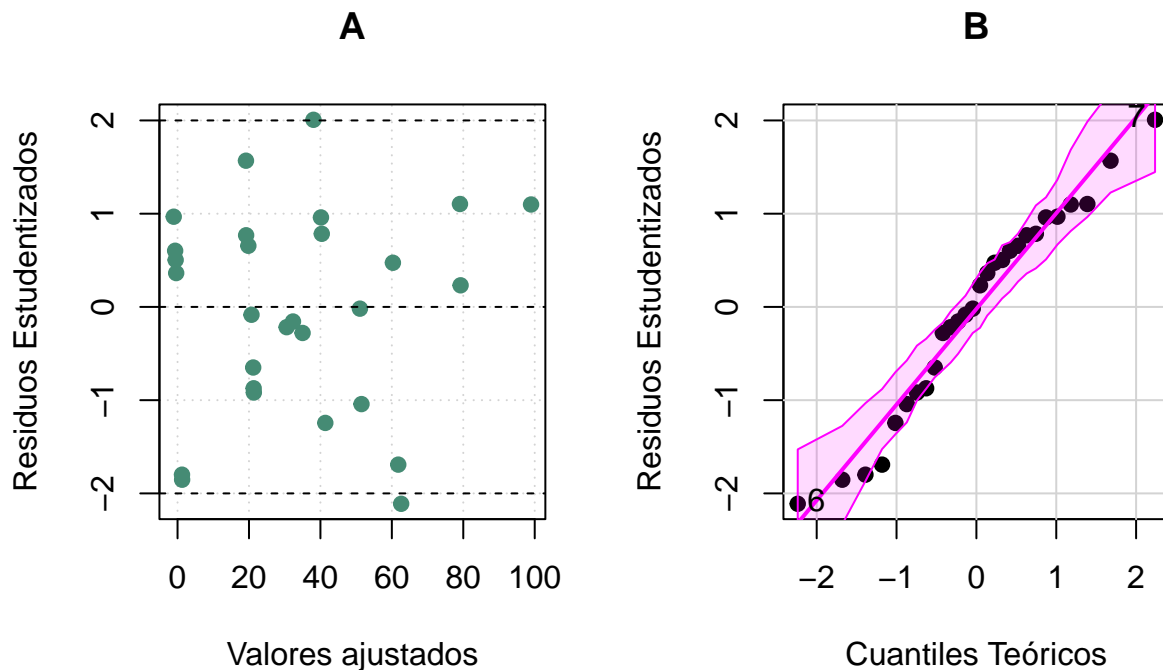 A
Residuos Estudentizados
2
1
0
−1
−2
0 20 40 60 80 100
Valores ajustados
B
Residuos Estudentizados
2
1
0
−1
−2
7
6
−2 −1 0 1 2
Cuantiles Teóricos